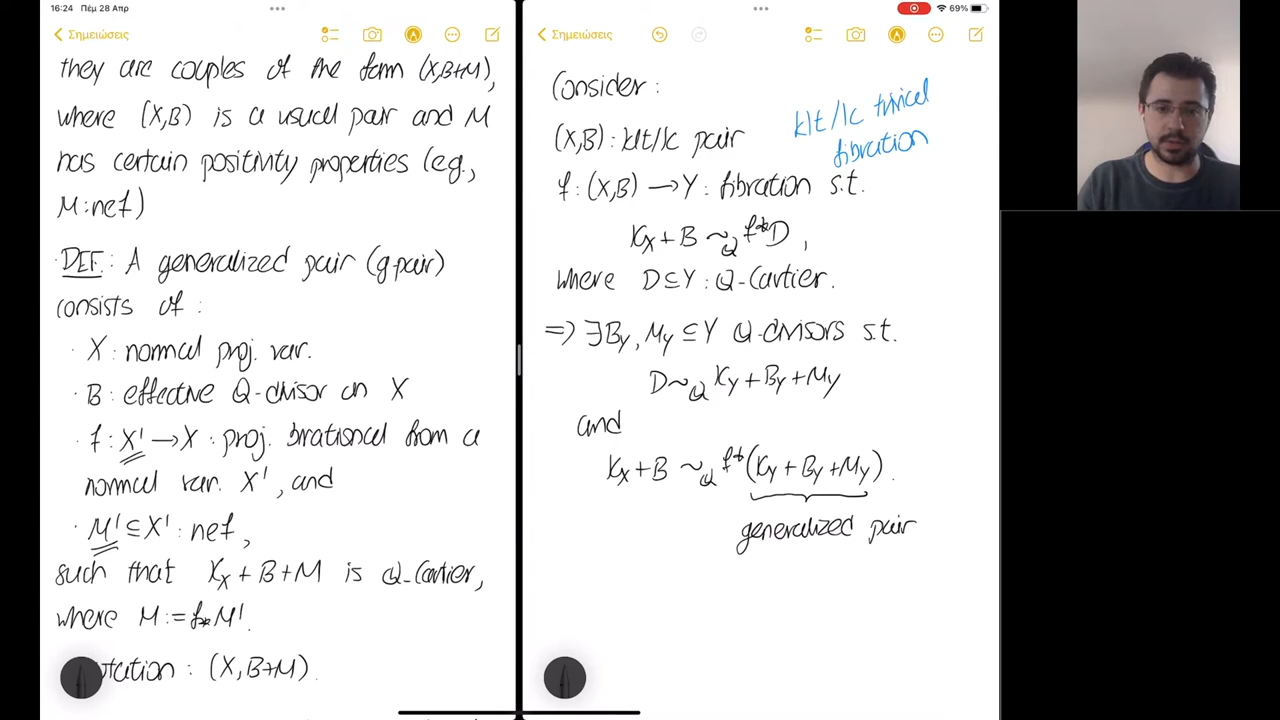 16:24 Πέμ 28 Απρ
69%
Σημειώσεις
they are couples of the form (X,B+M),
where (X,B) is a usual pair and M
has certain positivity properties (e.g.,
M:nef)
DEF.: A generalized pair (g-pair)
consists of:
· X: normal proj. var.
· B: effective Q-divisor on X
· f: X' → X: proj. birational from a
normal var. X', and
· M' ⊆ X': nef,
such that K_X + B + M is Q-Cartier,
where M := f_*M'.
(X, B+M).
Σημειώσεις
Consider:
(X,B): klt/lc pair
klt/lc trivial
fibration
f: (X,B) → Y: fibration s.t.
K_X + B ~_Q f*D,
where D ⊆ Y: Q-Cartier.
=> ∃B_Y, M_Y ⊆ Y Q-divisors s.t.
D ~_Q K_Y + B_Y + M_Y
and
K_X + B ~_Q f*(K_Y + B_Y + M_Y).
generalized pair